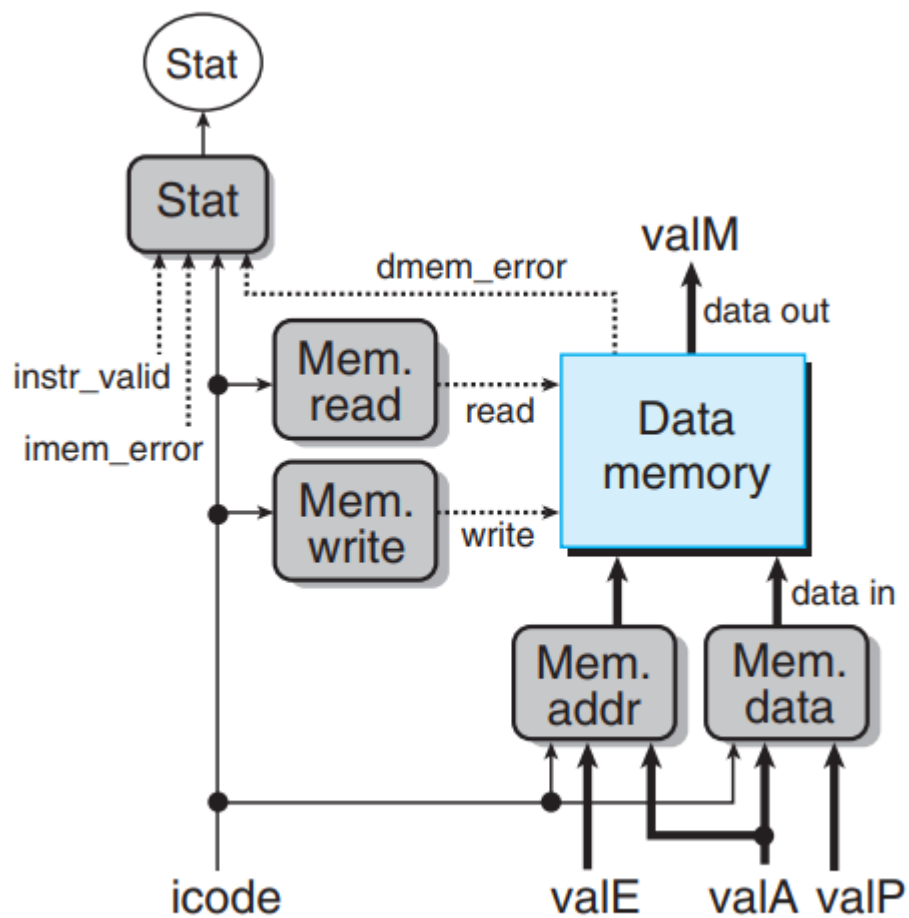 Stat
Stat
valM
dmem_error
data out
instr_valid
Mem.
read
read
Data
memory
imem_error
Mem.
write
write
data in
Mem.
addr
Mem.
data
icode
valE
valA
valP